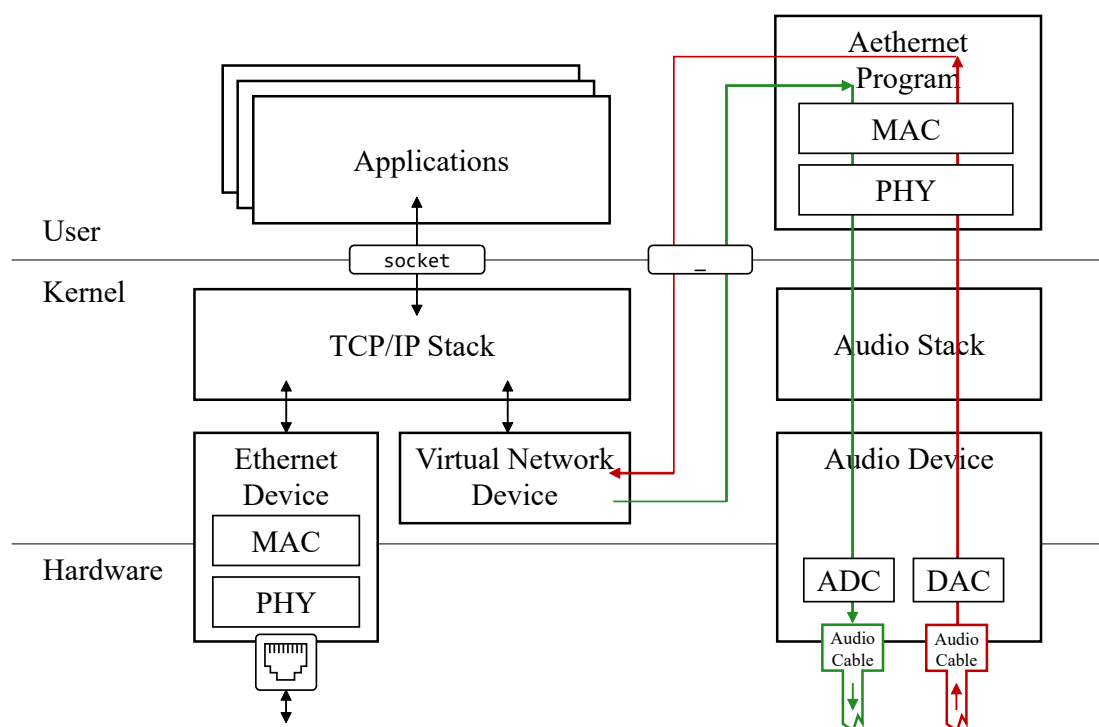 Aethernet
Program
MAC
PHY
Applications
User
socket
_
Kernel
TCP/IP Stack
Audio Stack
Ethernet
Device
MAC
PHY
Virtual Network
Device
Audio Device
Hardware
ADC
DAC
Audio
Cable
Audio
Cable